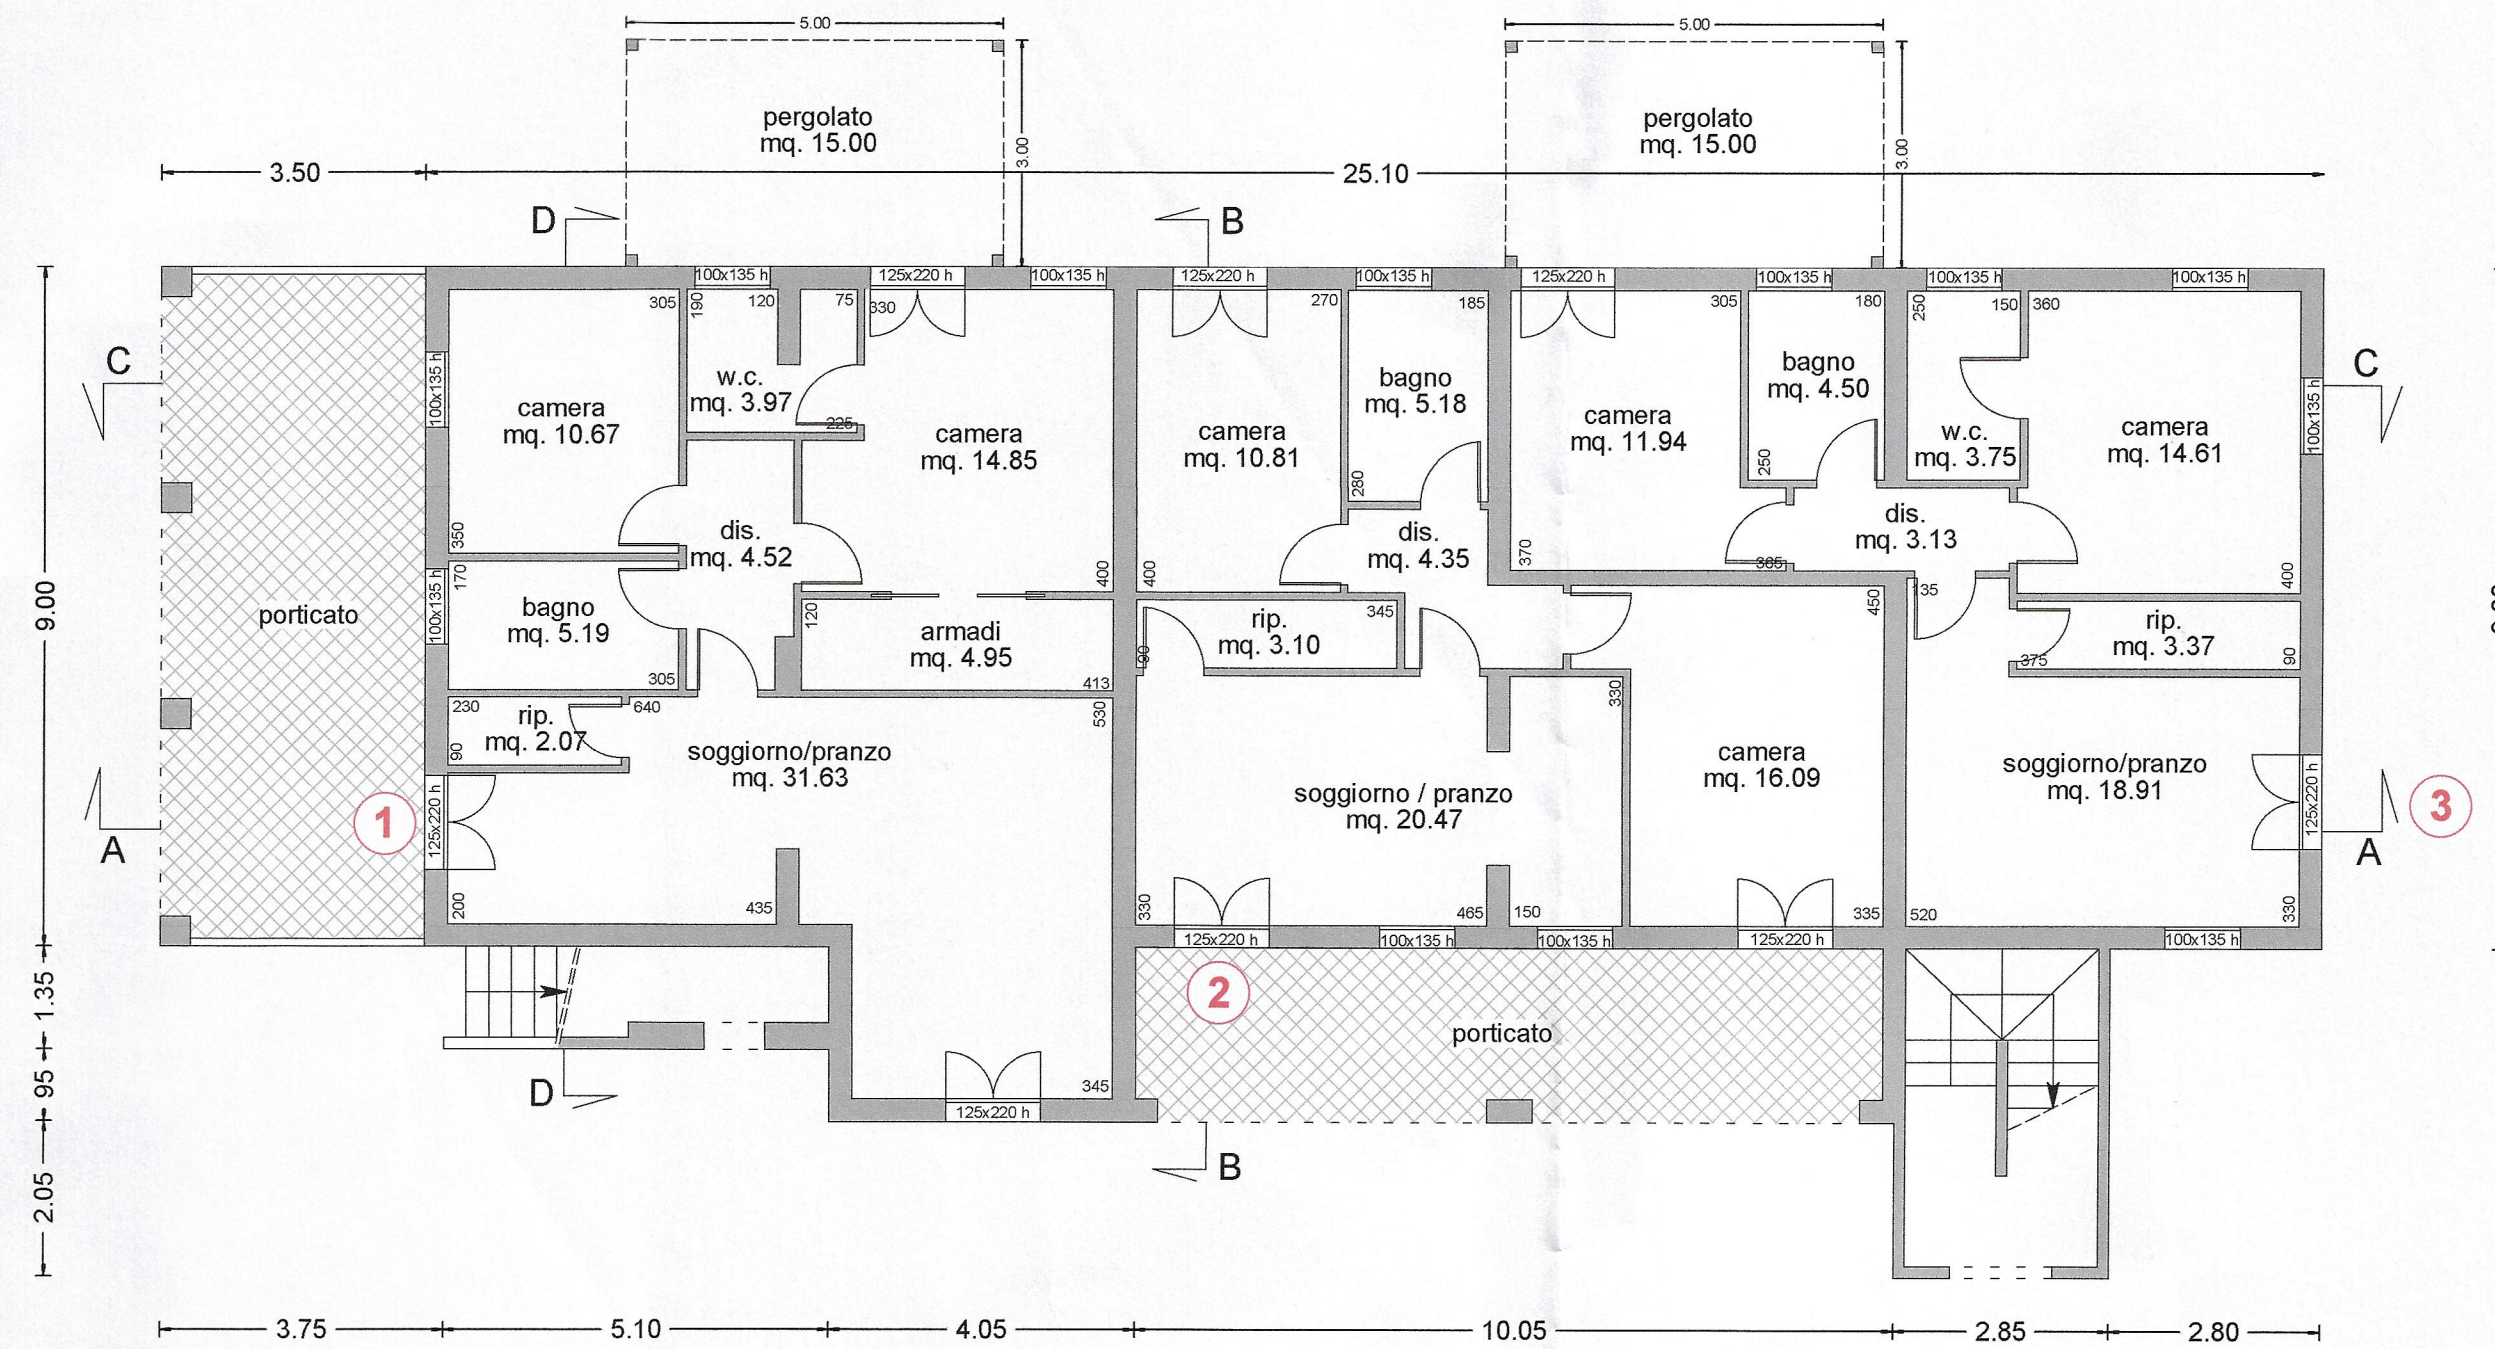 5.00
5.00
pergolato
mq. 15.00
3.00
pergolato
mq. 15.00
3.00
3.50
25.10
D
B
100x135 h
125x220 h
100x135 h
125x220 h
100x135 h
125x220 h
100x135 h
100x135 h
100x135 h
305
190
120
75
330
270
185
305
180
250
150
360
C
C
100x135 h
camera
mq. 10.67
w.c.
mq. 3.97
225
camera
mq. 14.85
camera
mq. 10.81
bagno
mq. 5.18
280
camera
mq. 11.94
bagno
mq. 4.50
250
w.c.
mq. 3.75
camera
mq. 14.61
100x135 h
350
dis.
mq. 4.52
400
400
dis.
mq. 4.35
370
365
dis.
mq. 3.13
400
9.00
porticato
100x135 h
170
bagno
mq. 5.19
305
120
armadi
mq. 4.95
413
90
rip.
mq. 3.10
345
450
135
rip.
mq. 3.37
375
90
230
rip.
mq. 2.07
90
640
soggiorno/pranzo
mq. 31.63
530
330
soggiorno / pranzo
mq. 20.47
camera
mq. 16.09
soggiorno/pranzo
mq. 18.91
125x220 h
1
125x220 h
3
A
A
200
435
330
465
150
335
520
330
125x220 h
100x135 h
100x135 h
125x220 h
100x135 h
1.35
2
porticato
95
D
345
125x220 h
B
2.05
3.75
5.10
4.05
10.05
2.85
2.80